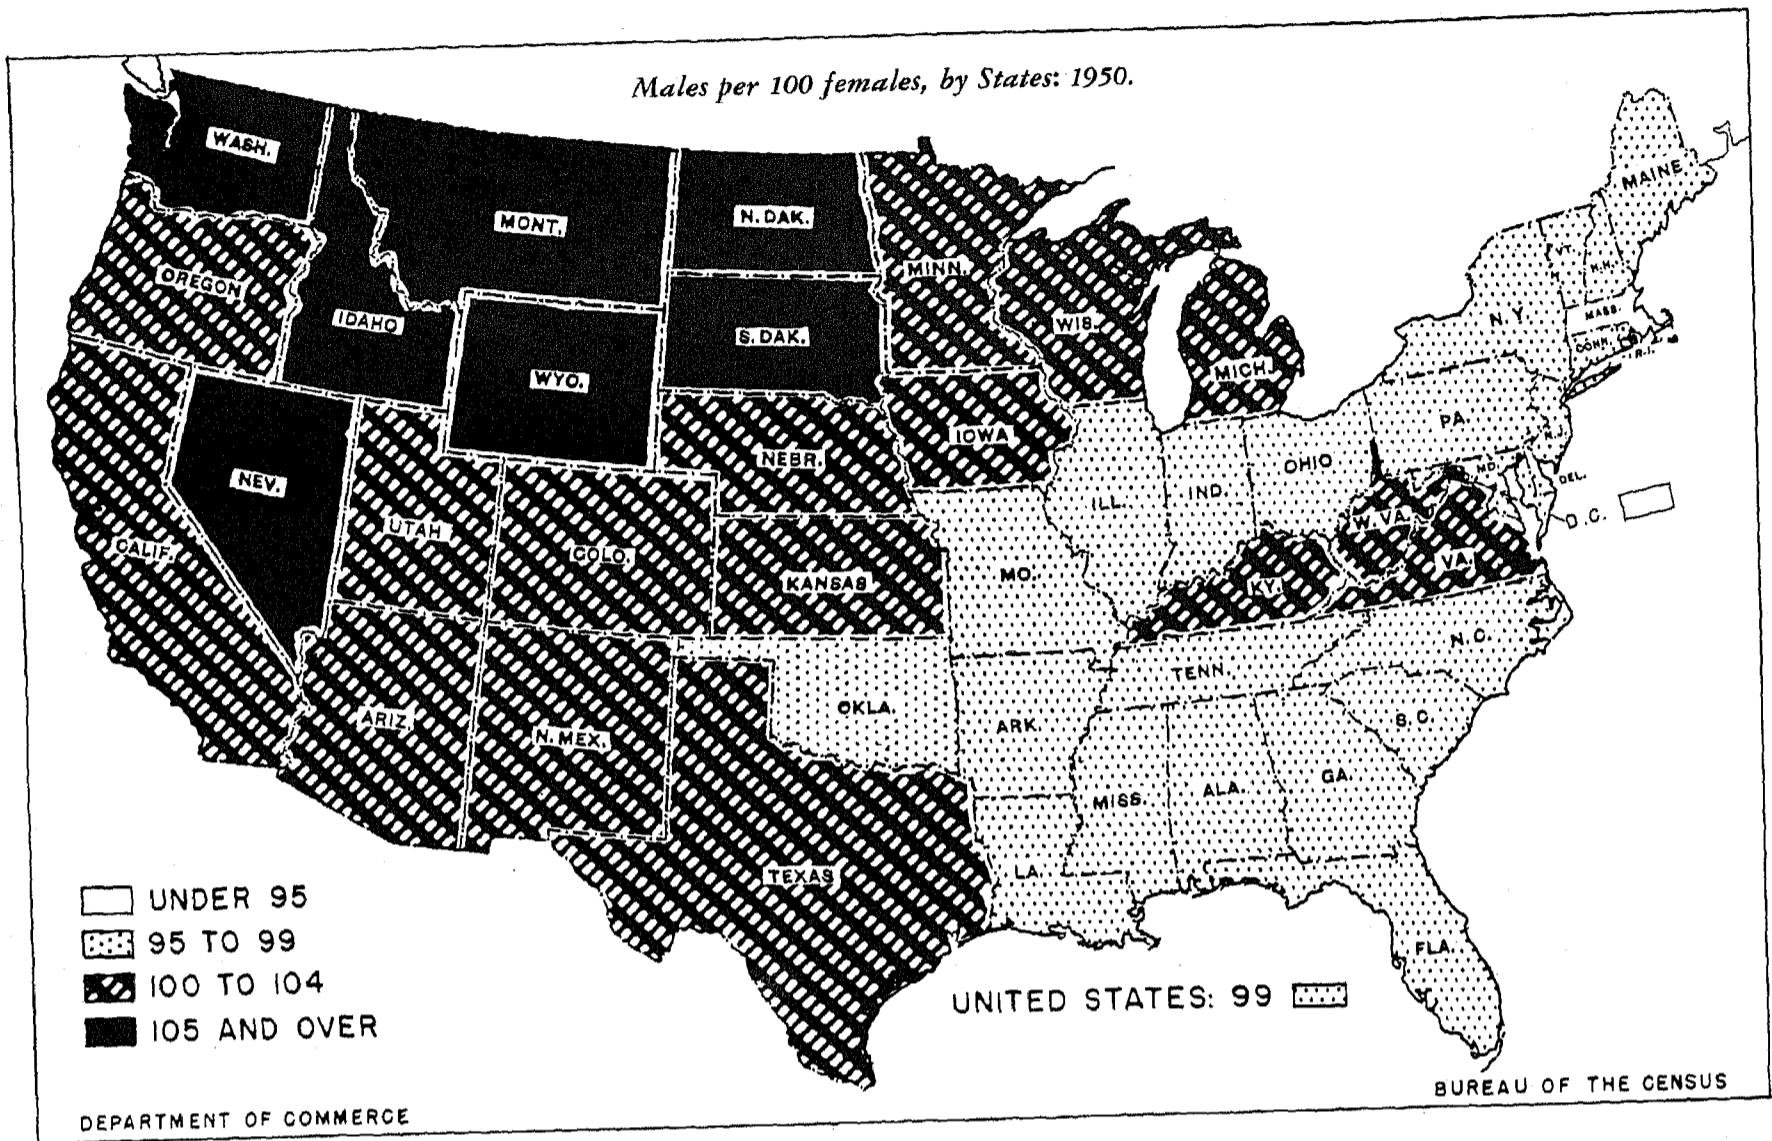 Males per 100 females, by States: 1950.
WASH.
MONT.
N. DAK.
MINN.
OREGON
IDAHO
WYO.
S. DAK.
WIS.
MICH.
MAINE
VT.
N.H.
N.Y.
MASS.
CONN.
R.I.
NEV.
UTAH
COLO.
NEBR.
IOWA
ILL.
IND.
OHIO
PA.
N.J.
MD.
DEL.
D.C.
CALIF.
KANSAS
MO.
KY.
W. VA.
VA.
ARIZ.
N. MEX.
OKLA.
ARK.
TENN.
N.C.
S.C.
TEXAS
LA.
MISS.
ALA.
GA.
FLA.
UNDER 95
95 TO 99
100 TO 104
105 AND OVER
UNITED STATES: 99
DEPARTMENT OF COMMERCE
BUREAU OF THE CENSUS